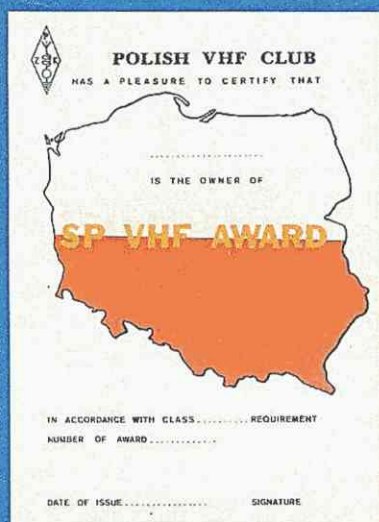 POLISH VHF CLUB
HAS A PLEASURE TO CERTIFY THAT
....................
IS THE OWNER OF
SP VHF AWARD
IN ACCORDANCE WITH CLASS.......... REQUIREMENT
NUMBER OF AWARD............
DATE OF ISSUE................ SIGNATURE